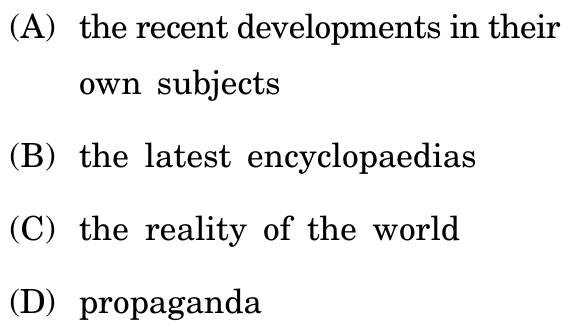 (A) the recent developments in their
own subjects
(B) the latest encyclopaedias
(C) the reality of the world
(D) propaganda